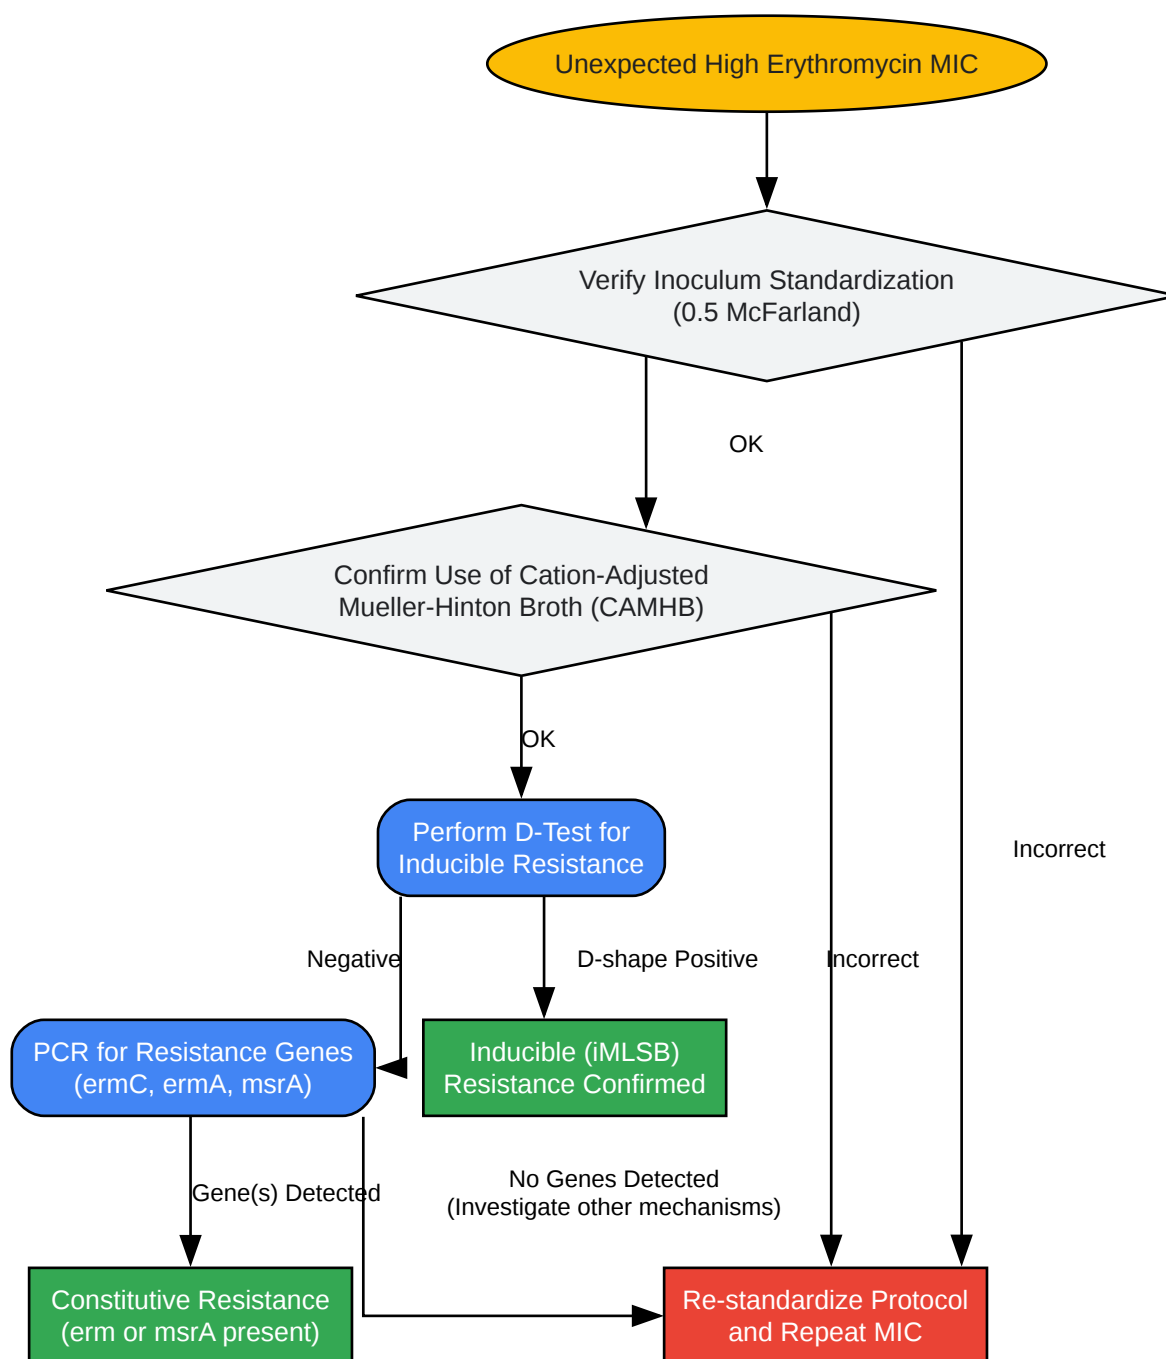 Unexpected High Erythromycin MIC
Verify Inoculum Standardization
(0.5 McFarland)
OK
Confirm Use of Cation-Adjusted
Mueller-Hinton Broth (CAMHB)
OK
Perform D-Test for
Inducible Resistance
Incorrect
Negative
D-shape Positive
Incorrect
PCR for Resistance Genes
(ermC, ermA, msrA)
Inducible (iMLSB)
Resistance Confirmed
Gene(s) Detected
No Genes Detected
(Investigate other mechanisms)
Constitutive Resistance
(erm or msrA present)
Re-standardize Protocol
and Repeat MIC